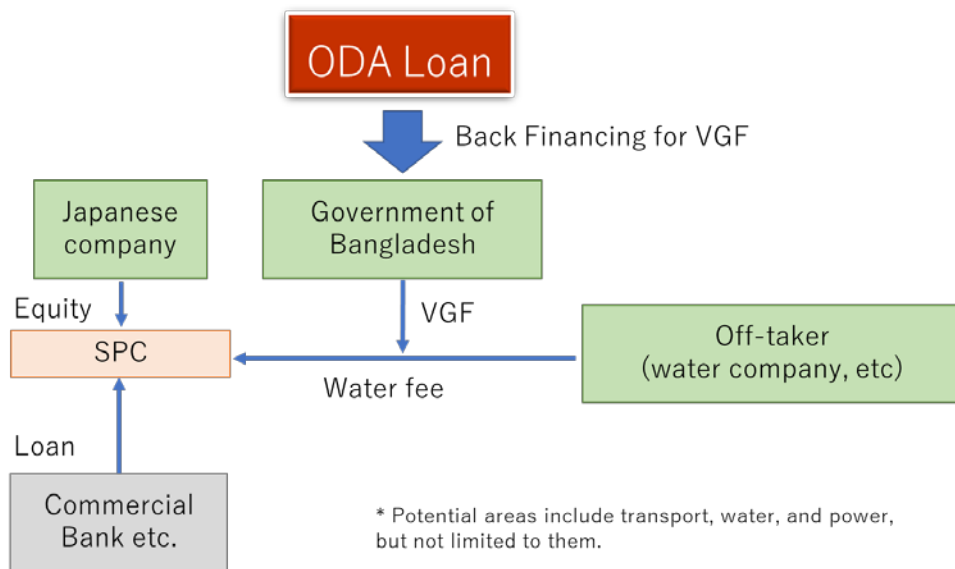 ODA Loan
Back Financing for VGF
Japanese
company
Government of
Bangladesh
Equity
VGF
SPC
Off-taker
(water company, etc)
Water fee
Loan
Commercial
Bank etc.
* Potential areas include transport, water, and power,
but not limited to them.